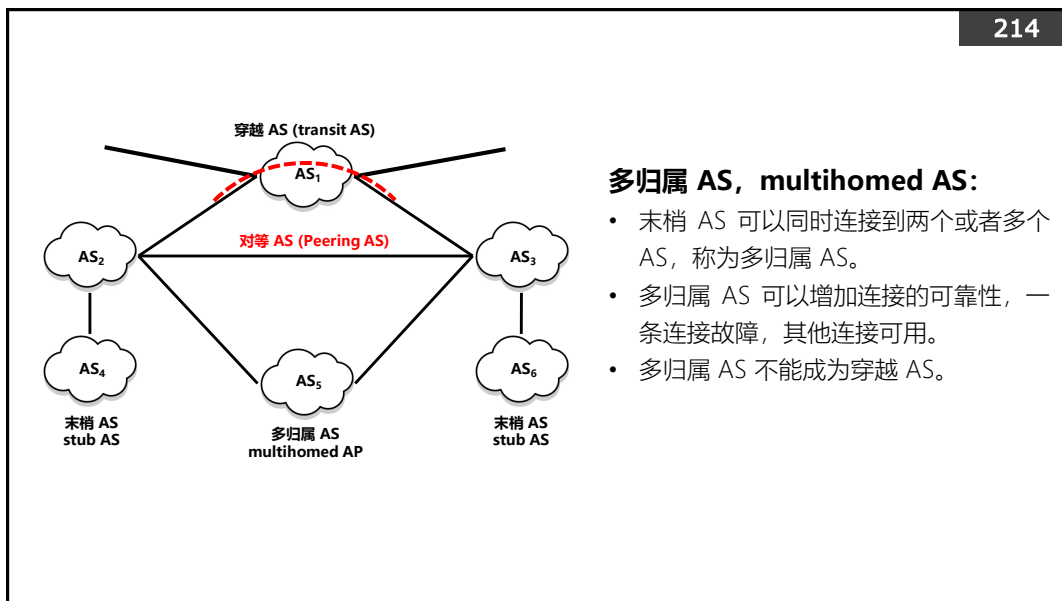 214
穿越 AS (transit AS)
AS1
对等 AS (Peering AS)
AS2
AS3
AS4
AS5
AS6
末梢 AS
stub AS
多归属 AS
multihomed AP
末梢 AS
stub AS
多归属 AS，multihomed AS：
• 末梢 AS 可以同时连接到两个或者多个
AS，称为多归属 AS。
• 多归属 AS 可以增加连接的可靠性，一
条连接故障，其他连接可用。
• 多归属 AS 不能成为穿越 AS。